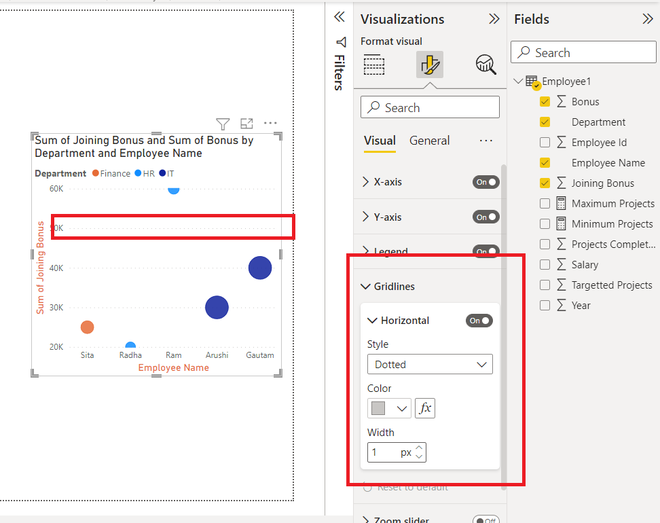 Sum of Joining Bonus and Sum of Bonus by
Department and Employee Name
Department Finance HR IT
60K
50K
40K
30K
20K
Sum of Joining Bonus
Sita Radha Ram Arushi Gautam
Employee Name
Filters
Visualizations
Format visual
Search
Visual General
X-axis On
Y-axis On
Legend On
Gridlines
Horizontal On
Style
Dotted
Color
fx
Width
1 px
Reset to default
Zoom slider Off
Fields
Search
Employee1
Bonus
Department
Employee Id
Employee Name
Joining Bonus
Maximum Projects
Minimum Projects
Projects Complet...
Salary
Targetted Projects
Year